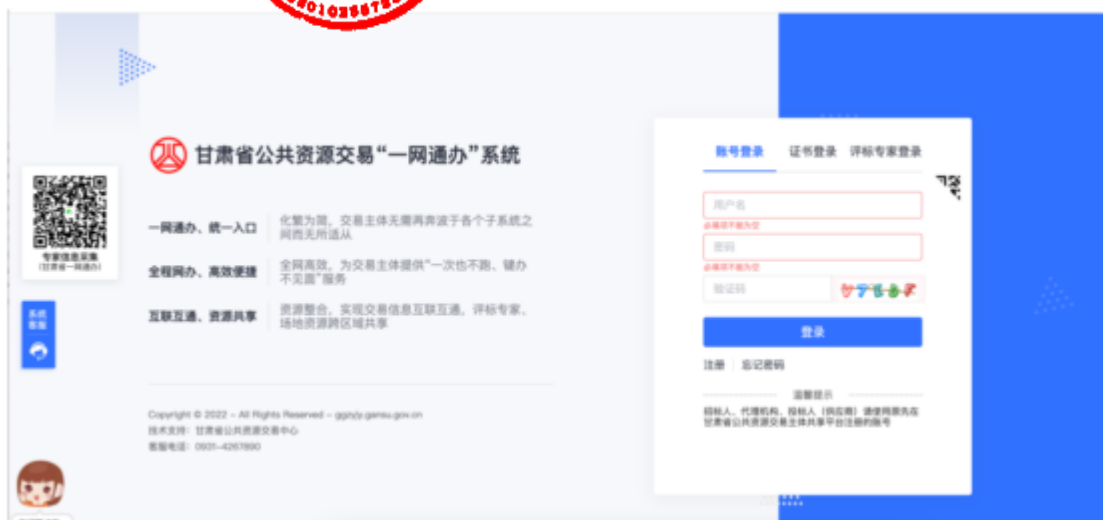 甘肃省公共资源交易“一网通办”系统
一网通办、统一入口
化繁为简，交易主体无需再奔波于各个子系统之
间而无所适从
全程网办、高效便捷
全网高效，为交易主体提供“一次也不跑、键办
不见面”服务
互联互通、资源共享
资源整合，实现交易信息互联互通，评标专家、
场地资源跨区域共享
Copyright © 2022 – All Rights Reserved – ggzyjy.gansu.gov.cn
技术支持：甘肃省公共资源交易中心
客服电话：0931-4267890
专家信息采集
(甘肃省一网通办)
系统
客服
账号登录 证书登录 评标专家登录
用户名
必填项不能为空
密码
必填项不能为空
验证码
登录
注册 忘记密码
温馨提示
招标人、代理机构、投标人（供应商）请使用原先在
甘肃省公共资源交易主体共享平台注册的账号